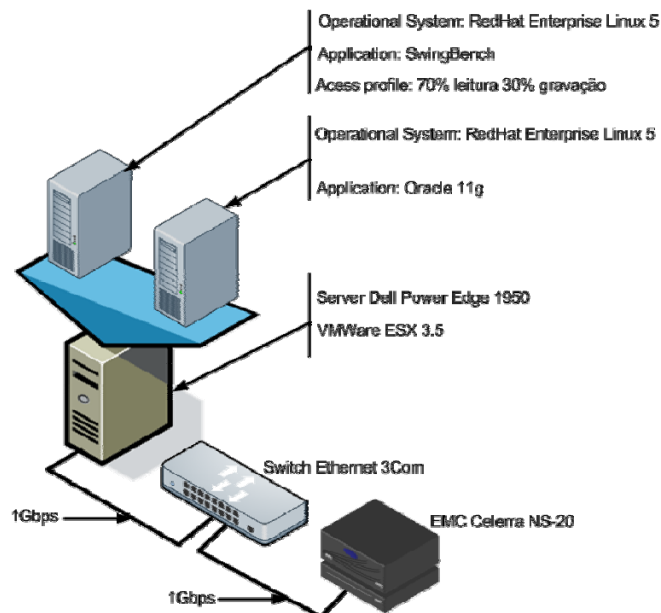 Operational System: RedHat Enterprise Linux 5
Application: SwingBench
Acess profile: 70% leitura 30% gravação
Operational System: RedHat Enterprise Linux 5
Application: Oracle 11g
Server Dell Power Edge 1950
VMWare ESX 3.5
Switch Ethernet 3Com
1Gbps
EMC Celerra NS-20
1Gbps